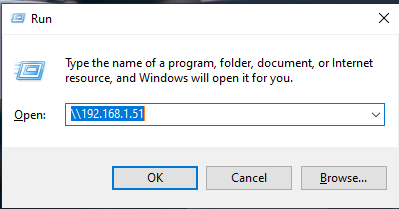 Run
Type the name of a program, folder, document, or Internet
resource, and Windows will open it for you.
Open: \\192.168.1.51
OK Cancel Browse...